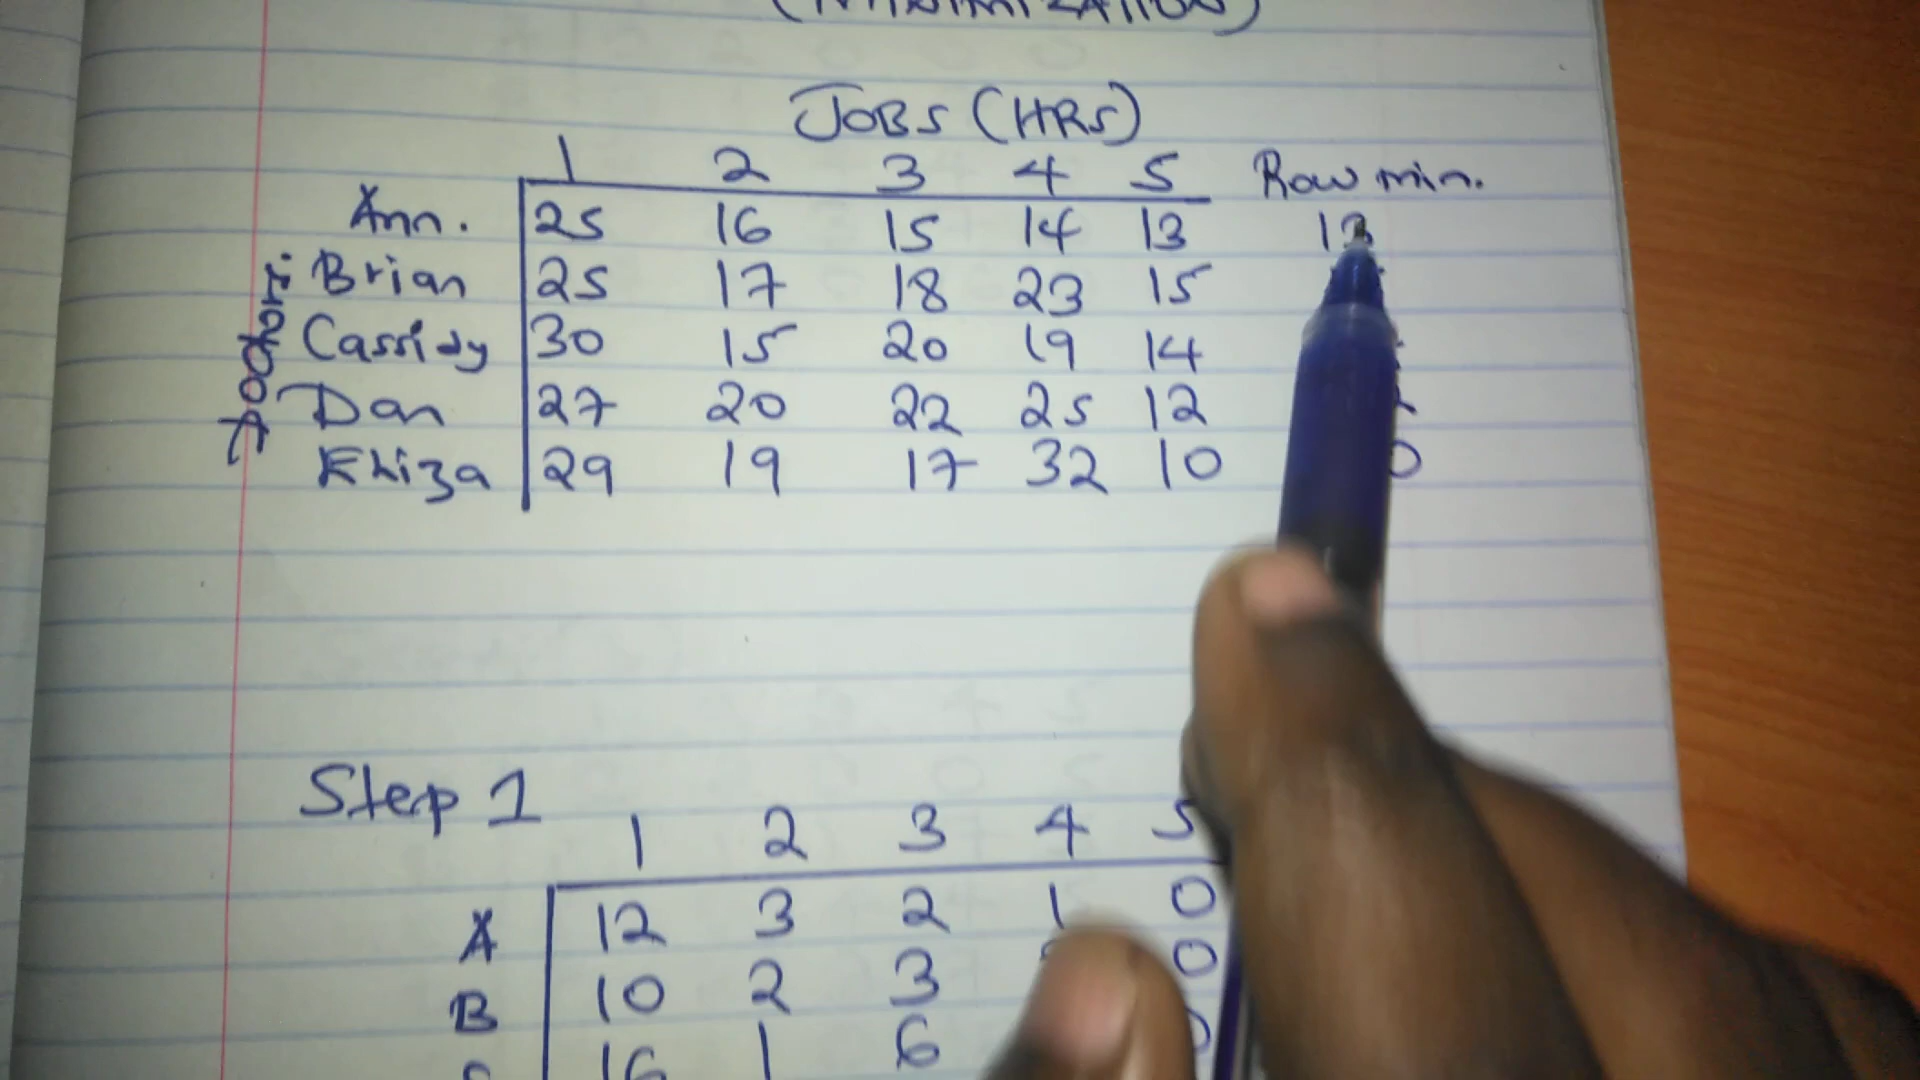 (MINIMIZATION)
JOBS (HRS)
1 2 3 4 5 Row min.
Ann. 25 16 15 14 13 13
Brian 25 17 18 23 15
Cassidy 30 15 20 19 14
Dan 27 20 22 25 12
Eliza 29 19 17 32 10
Step 1
1 2 3 4 5
A 12 3 2 1 0
B 10 2 3 0
16 1 6